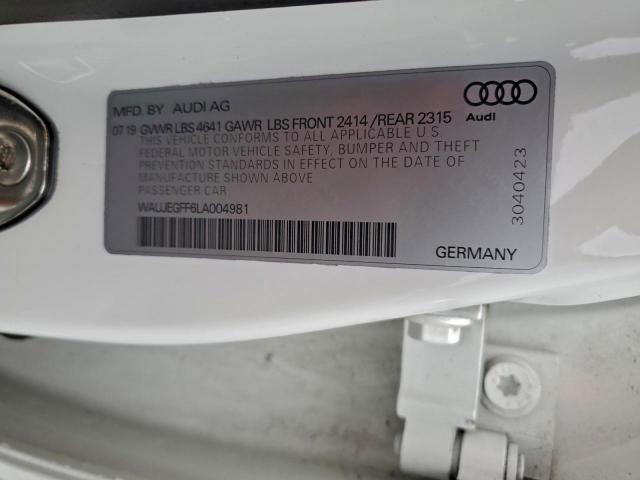 MFD. BY AUDI AG
07 19 GVWR LBS 4641 GAWR LBS FRONT 2414 / REAR 2315
THIS VEHICLE CONFORMS TO ALL APPLICABLE U S
FEDERAL MOTOR VEHICLE SAFETY, BUMPER AND THEFT
PREVENTION STANDARDS IN EFFECT ON THE DATE OF
MANUFACTURE SHOWN ABOVE
PASSENGER CAR
WAUJEGFF6LA004981
Audi
3040423
GERMANY